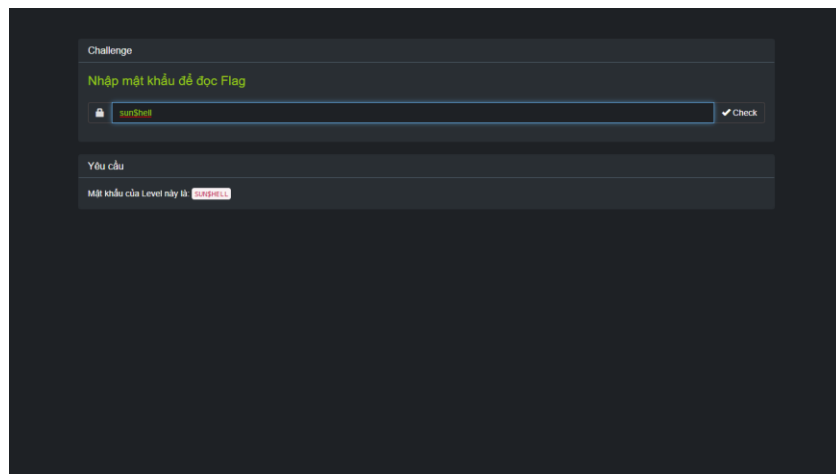 Challenge
Nhập mật khẩu để đọc Flag
sun$hell
Check
Yêu cầu
Mật khẩu của Level này là: SUN$HELL